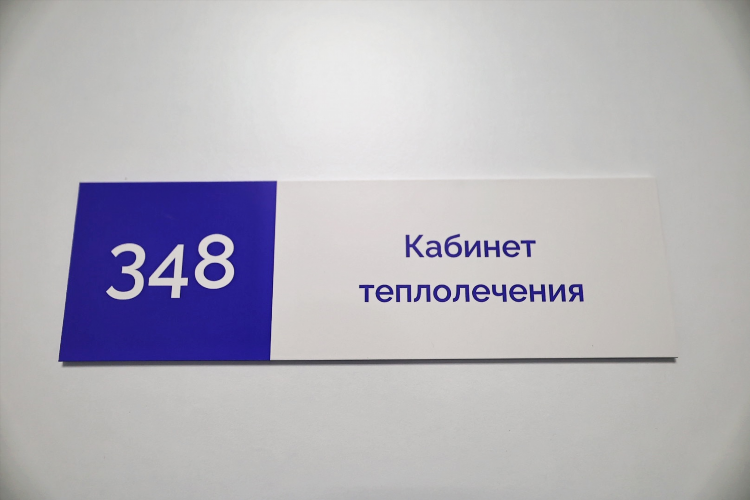 348
Кабинет
теплолечения